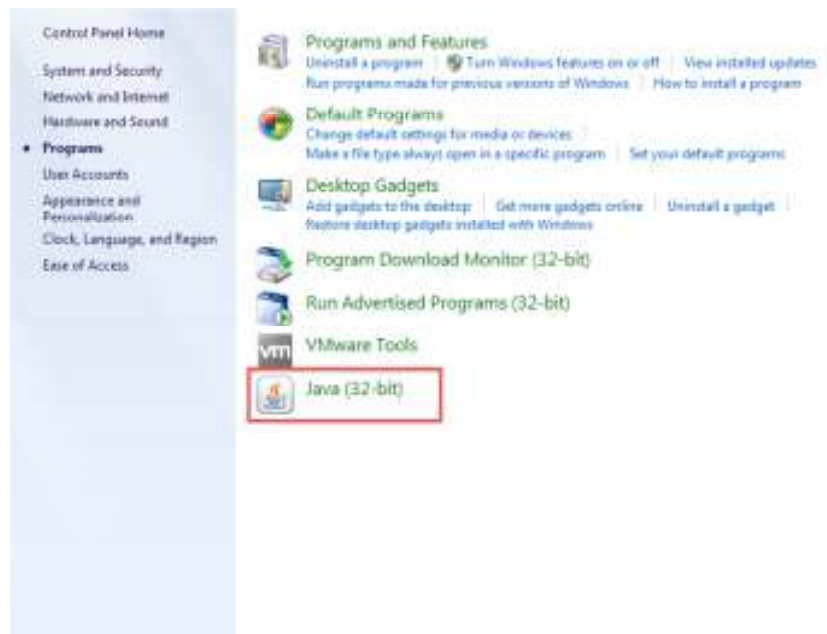 Control Panel Home
System and Security
Network and Internet
Hardware and Sound
Programs
User Accounts
Appearance and
Personalization
Clock, Language, and Region
Ease of Access
Programs and Features
Uninstall a program Turn Windows features on or off View installed updates
Run programs made for previous versions of Windows How to install a program
Default Programs
Change default settings for media or devices
Make a file type always open in a specific program Set your default programs
Desktop Gadgets
Add gadgets to the desktop Get more gadgets online Uninstall a gadget
Restore desktop gadgets installed with Windows
Program Download Monitor (32-bit)
Run Advertised Programs (32-bit)
vm VMware Tools
Java (32-bit)